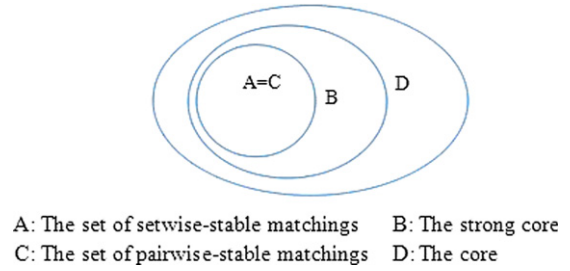 A=C
B
D
A: The set of setwise-stable matchings B: The strong core
C: The set of pairwise-stable matchings D: The core